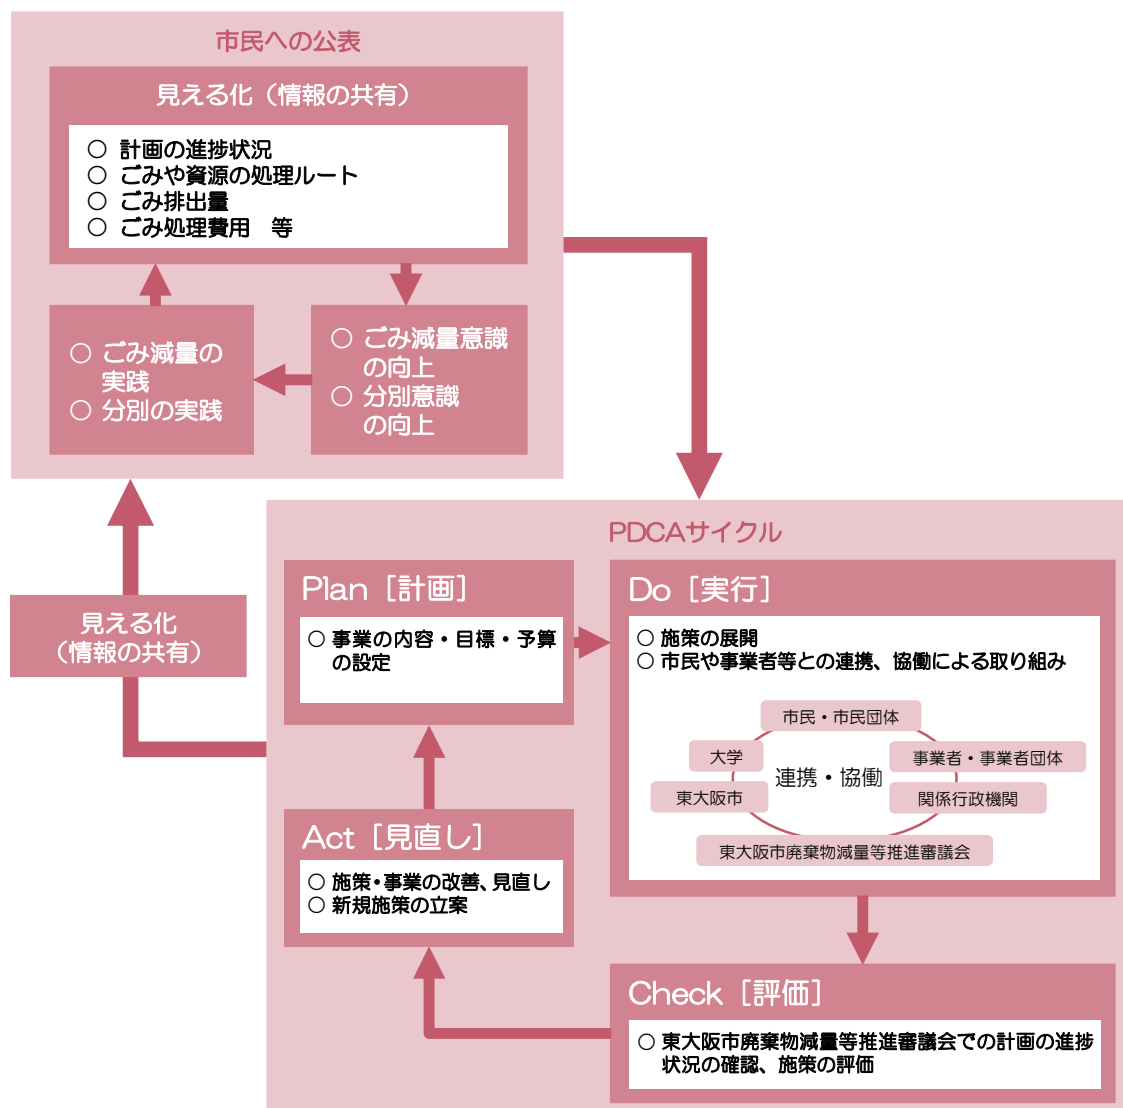 市民への公表
見える化（情報の共有）
○ 計画の進捗状況
○ ごみや資源の処理ルート
○ ごみ排出量
○ ごみ処理費用　等
○ ごみ減量の
実践
○ 分別の実践
○ ごみ減量意識
の向上
○ 分別意識
の向上
見える化
（情報の共有）
PDCAサイクル
Plan［計画］
○ 事業の内容・目標・予算
の設定
Do［実行］
○ 施策の展開
○ 市民や事業者等との連携、協働による取り組み
市民・市民団体
大学
事業者・事業者団体
連携・協働
東大阪市
関係行政機関
東大阪市廃棄物減量等推進審議会
Act［見直し］
○ 施策・事業の改善、見直し
○ 新規施策の立案
Check［評価］
○ 東大阪市廃棄物減量等推進審議会での計画の進捗
状況の確認、施策の評価